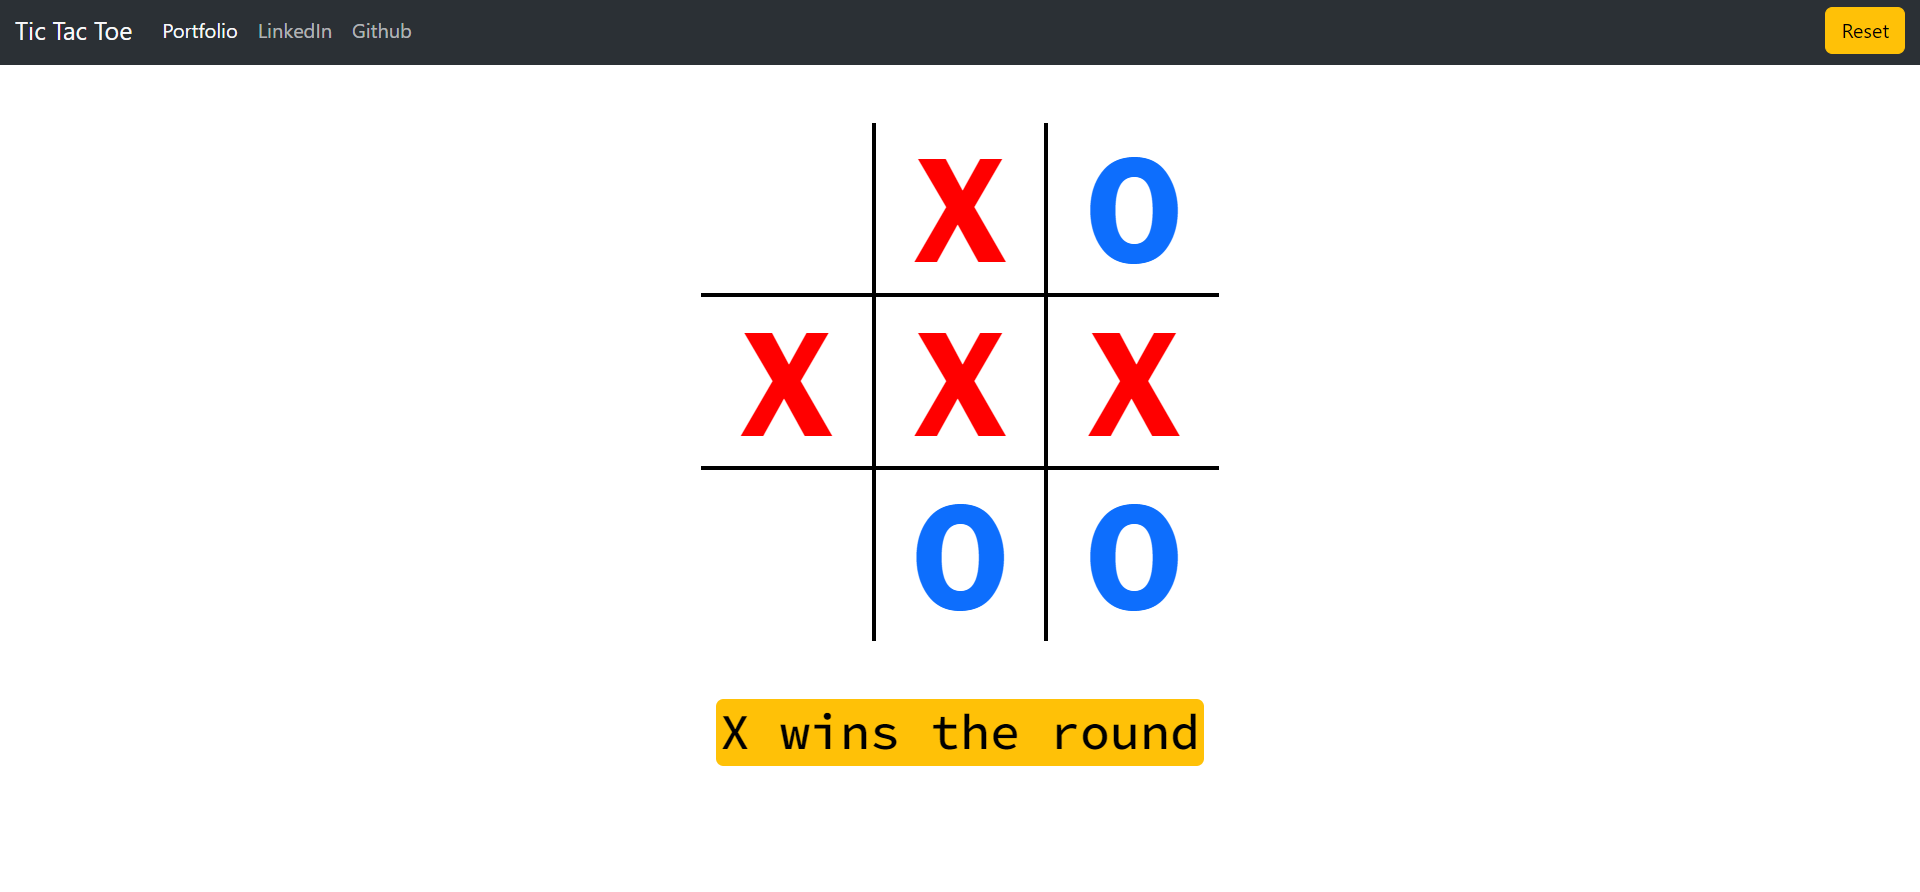 Tic Tac Toe Portfolio LinkedIn Github Reset
X O
X X X
O O
X wins the round